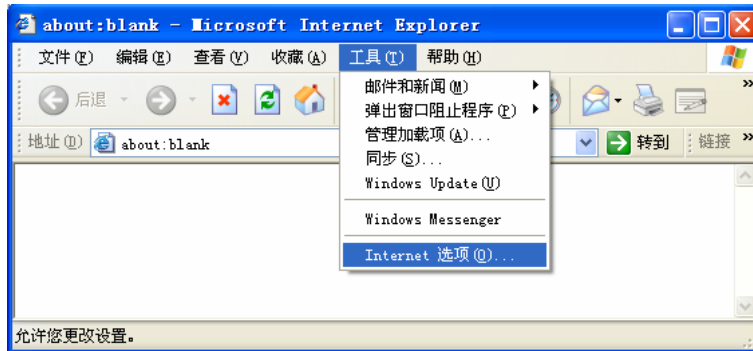 about:blank - Microsoft Internet Explorer
文件(F) 编辑(E) 查看(V) 收藏(A) 工具(T) 帮助(H)
后退
邮件和新闻(M)
弹出窗口阻止程序(P)
管理加载项(A)...
同步(S)...
Windows Update(U)
Windows Messenger
Internet 选项(O)...
地址(D) about:blank 转到 链接 »
允许您更改设置。